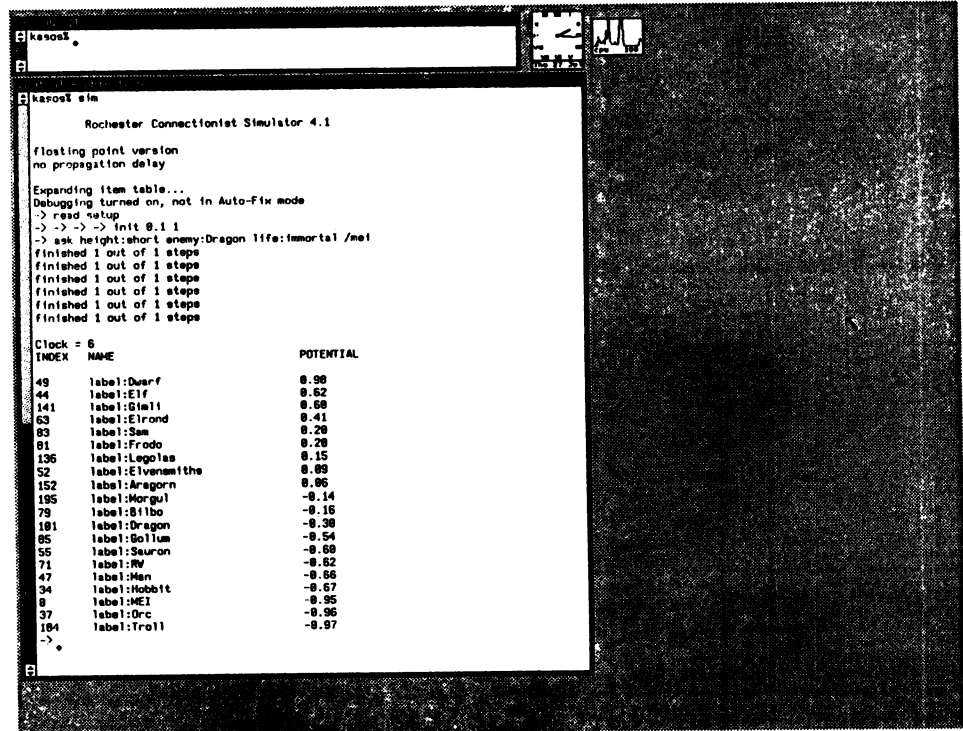 kasos%
kasos% sim
Rochester Connectionist Simulator 4.1
floating point version
no propagation delay
Expanding item table...
Debugging turned on, not in Auto-Fix mode
-> read setup
-> -> -> -> init 0.1 1
-> ask height:short enemy:Dragon life:immortal /mei
finished 1 out of 1 steps
finished 1 out of 1 steps
finished 1 out of 1 steps
finished 1 out of 1 steps
finished 1 out of 1 steps
finished 1 out of 1 steps
Clock = 6
INDEX NAME POTENTIAL
49 label:Dwarf 0.98
44 label:Elf 0.62
141 label:Gimli 0.60
63 label:Elrond 0.41
83 label:Sam 0.20
81 label:Frodo 0.20
136 label:Legolas 0.15
52 label:Elvensmiths 0.09
152 label:Aragorn 0.06
195 label:Morgul -0.14
79 label:Bilbo -0.16
101 label:Dragon -0.30
85 label:Gollum -0.54
55 label:Sauron -0.60
71 label:RW -0.62
47 label:Man -0.66
34 label:Hobbit -0.67
0 label:MEI -0.95
37 label:Orc -0.96
104 label:Troll -0.97
->
Cpu 100